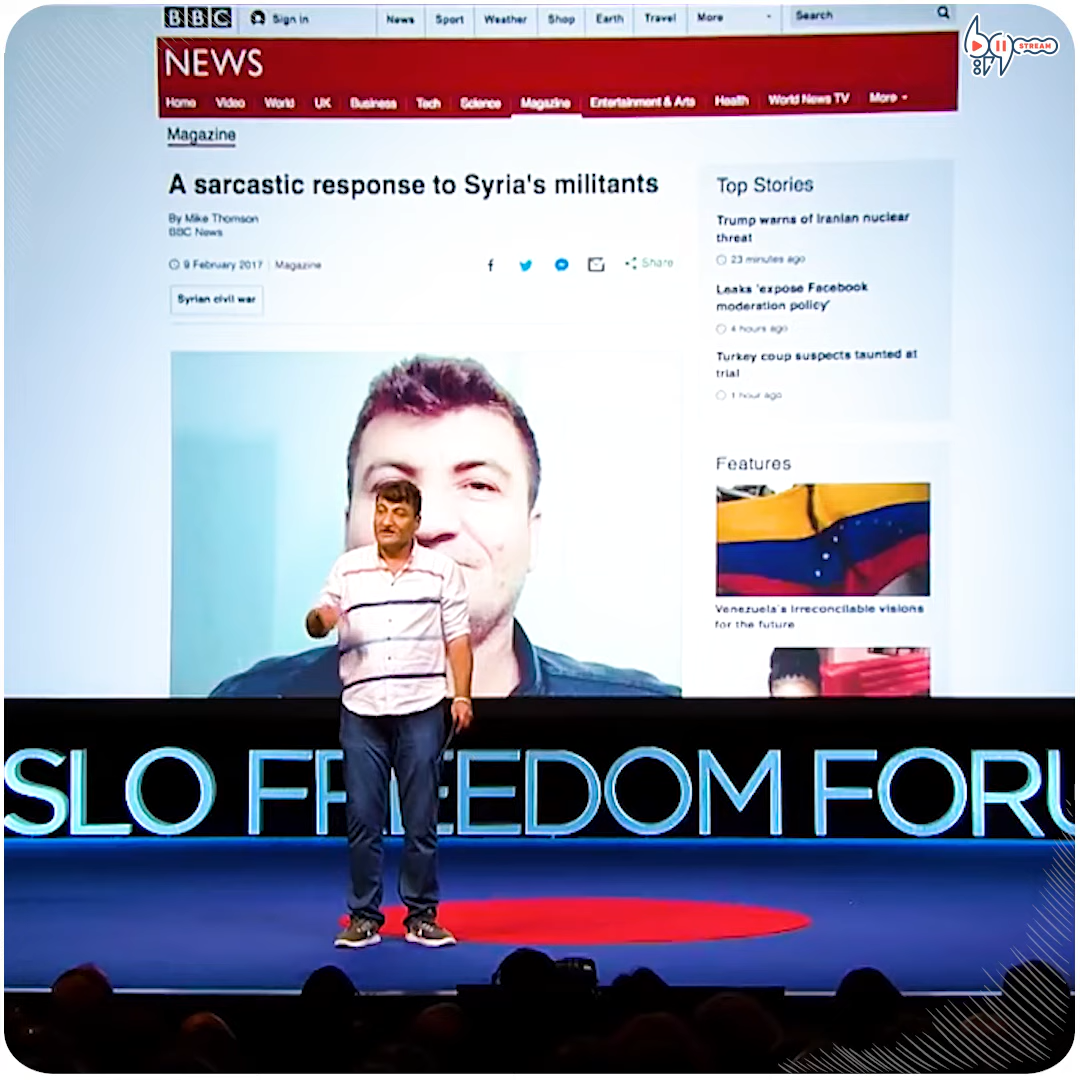 BBC Sign in News Sport Weather Shop Earth Travel More Search
STREAM
NEWS
Home Video World UK Business Tech Science Magazine Entertainment & Arts Health World News TV More
Magazine
A sarcastic response to Syria's militants
By Mike Thomson
BBC News
9 February 2017 Magazine
Share
Syrian civil war
Top Stories
Trump warns of Iranian nuclear
threat
23 minutes ago
Leaks 'expose Facebook
moderation policy'
4 hours ago
Turkey coup suspects taunted at
trial
1 hour ago
Features
Venezuela's irreconcilable visions
for the future
SLO FREEDOM FORU